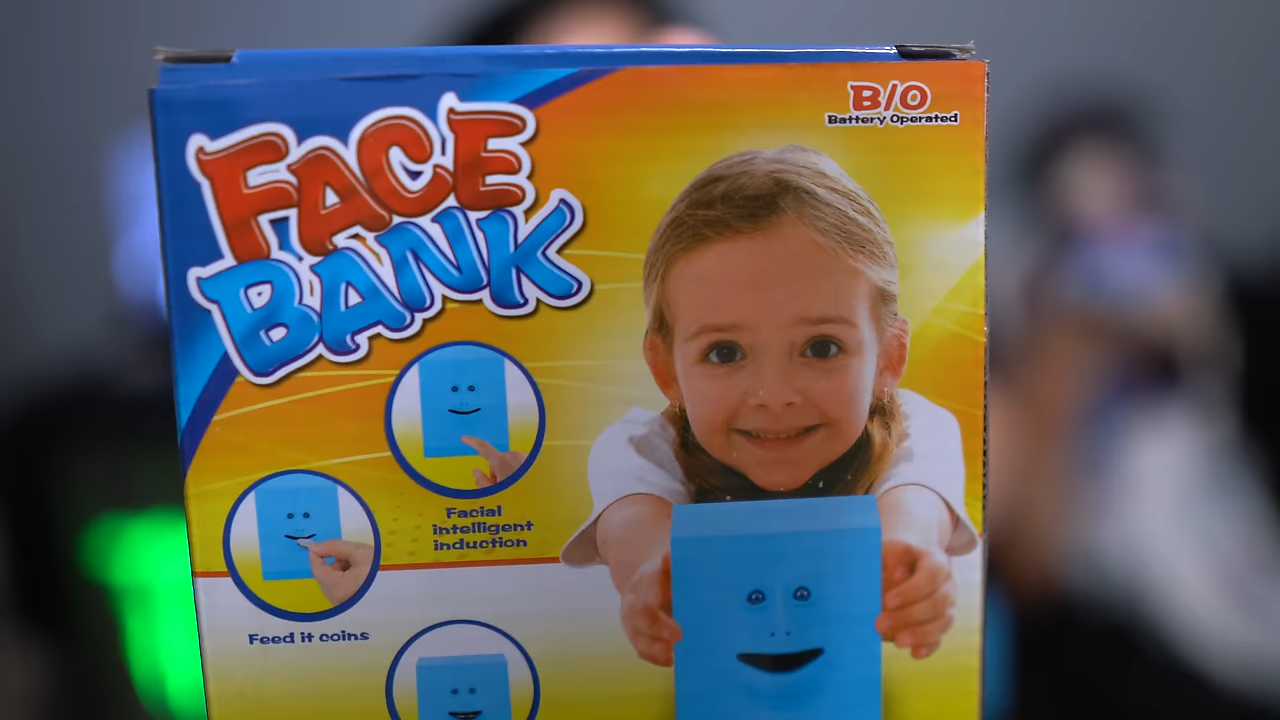 FACE
BANK
B/O
Battery Operated
Facial
intelligent
induction
Feed it coins